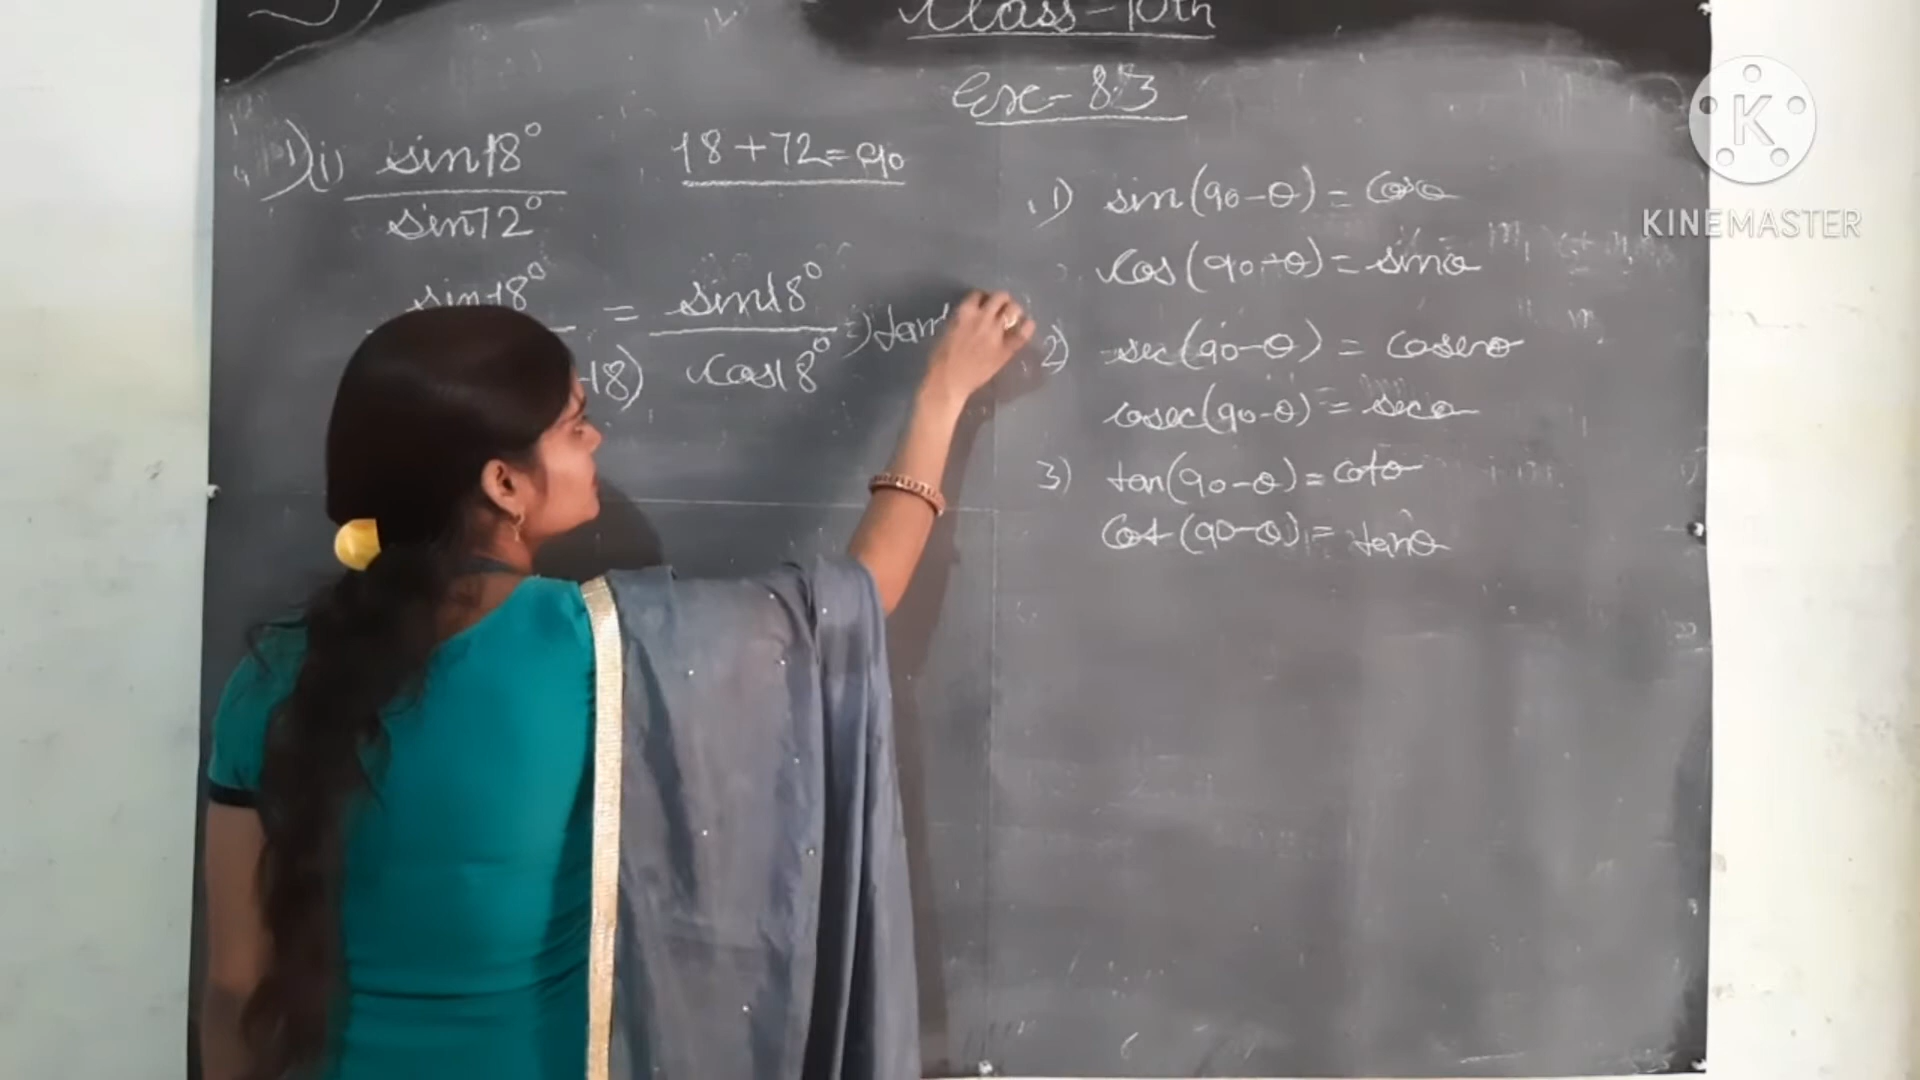 Class-10th
Exe-8.3
1)(i) sin18°
sin72°
18+72=90
sin18°
18)
= sin18°
cos18°
=) tan
1) sin(90-θ) = cosθ
cos(90-θ) = sinθ
2) sec(90-θ) = cosecθ
cosec(90-θ) = secθ
3) tan(90-θ) = cotθ
cot(90-θ) = tanθ
K
KINEMASTER